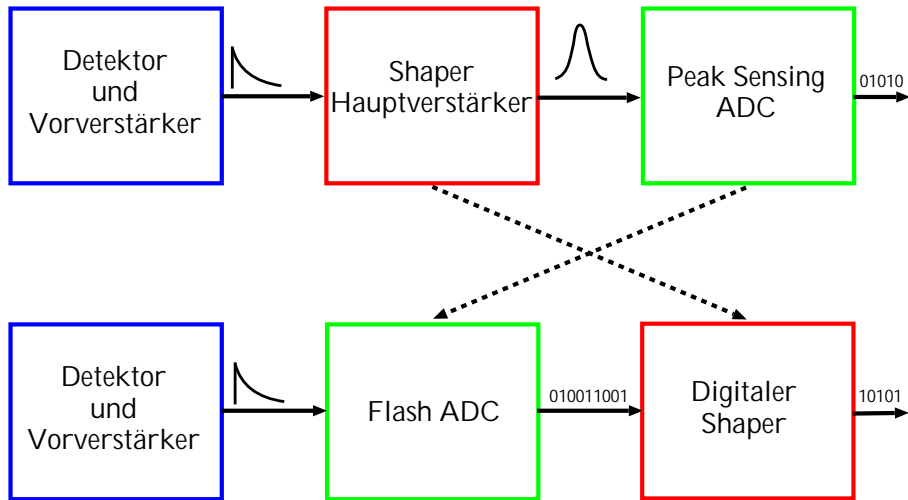 Detektor
und
Vorverstärker
Shaper
Hauptverstärker
Peak Sensing
ADC
01010
Detektor
und
Vorverstärker
Flash ADC
010011001
Digitaler
Shaper
10101